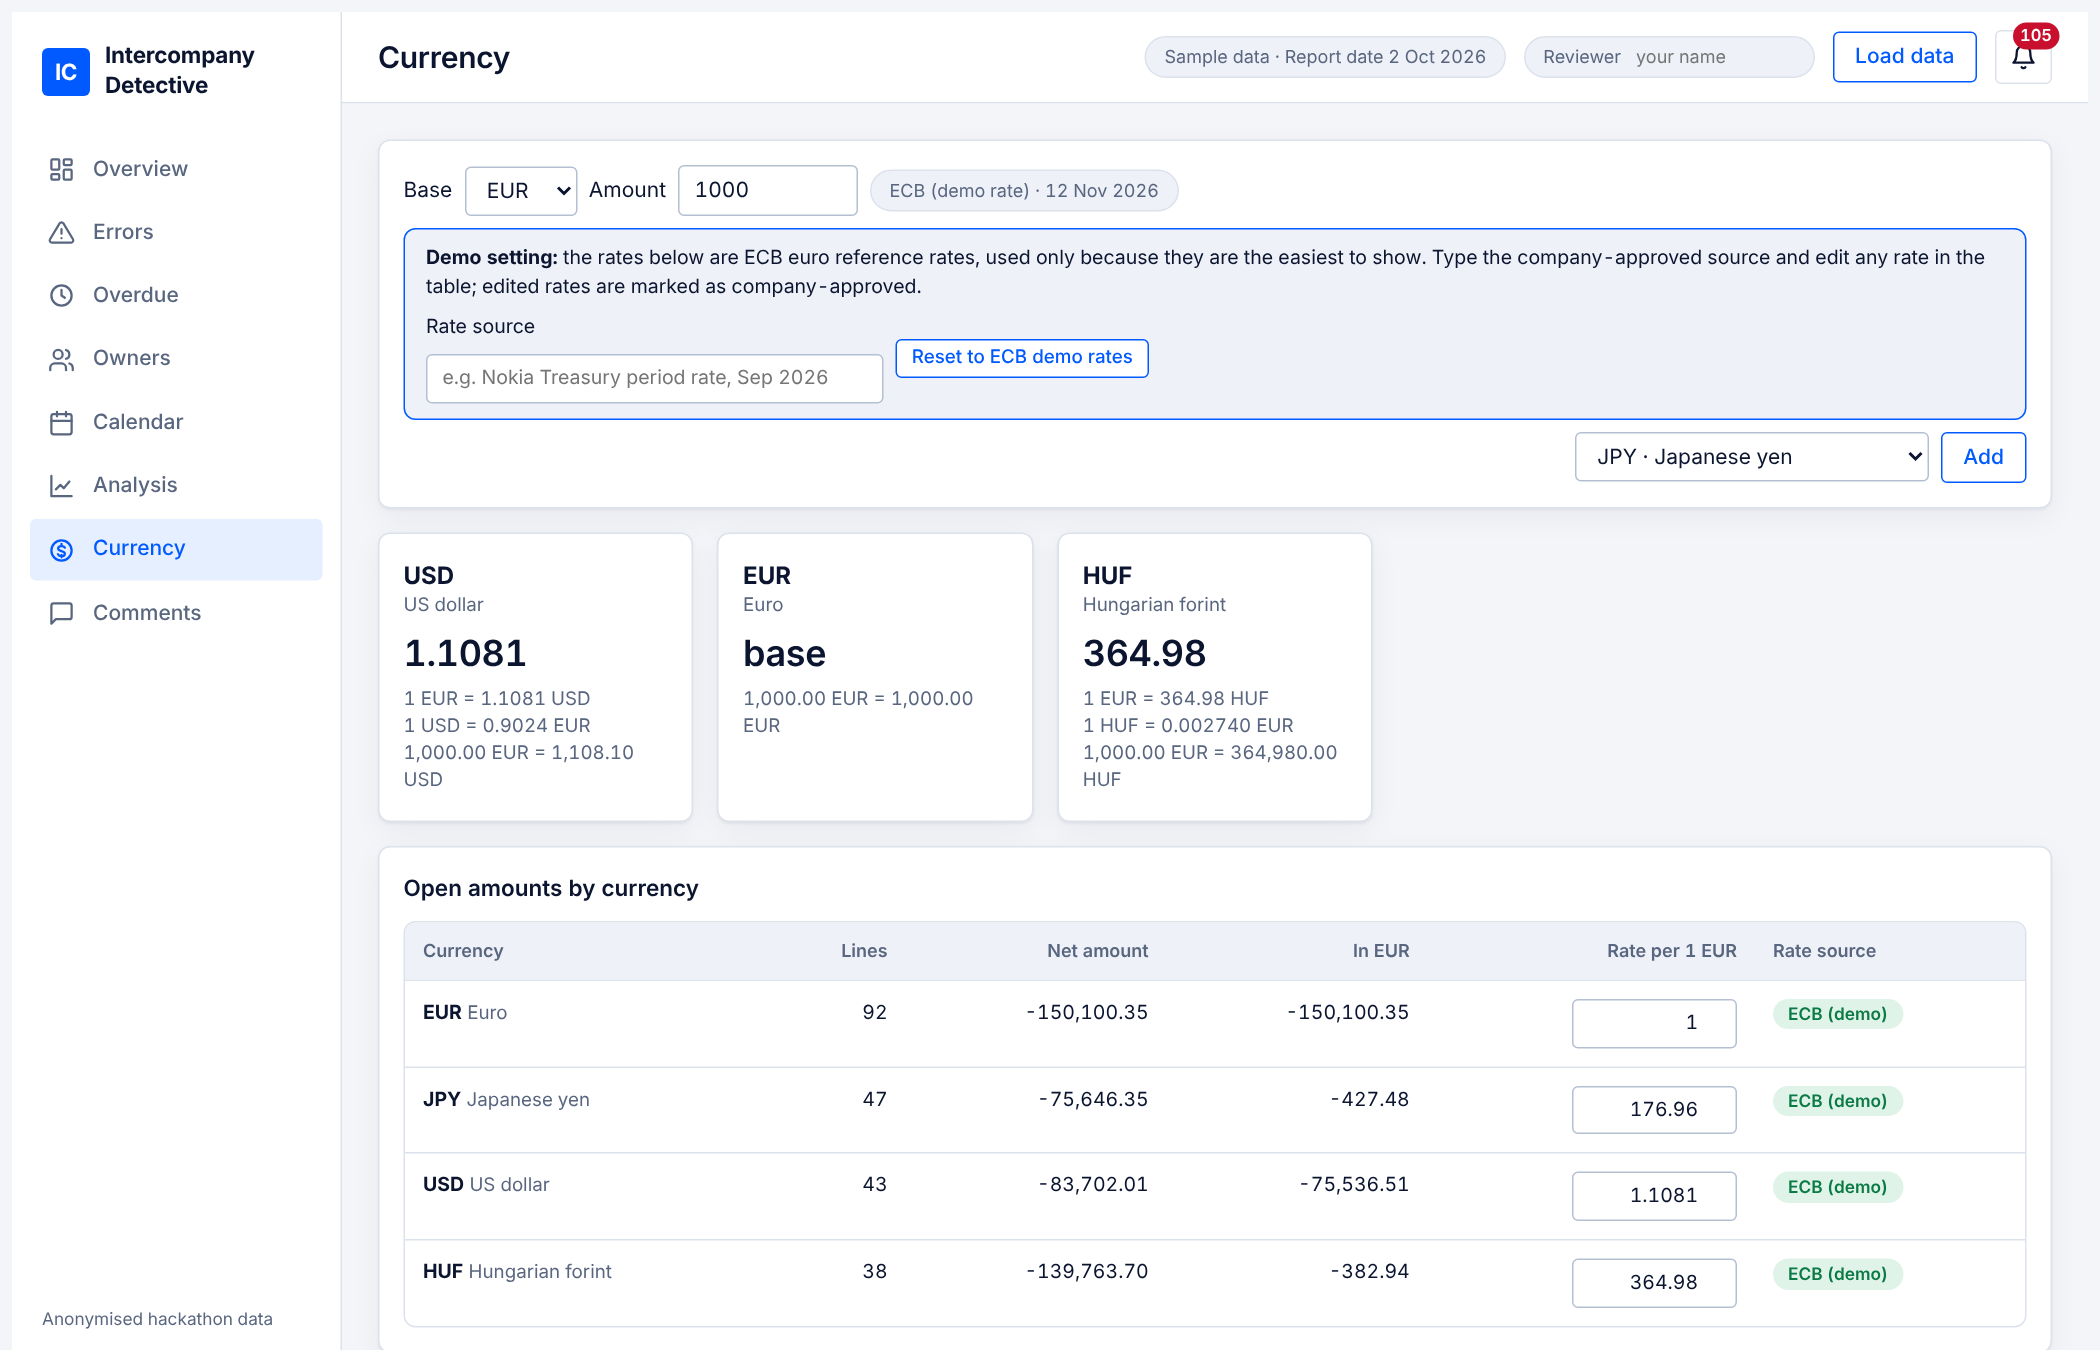 IC
Intercompany
Detective
Overview
Errors
Overdue
Owners
Calendar
Analysis
Currency
Comments
Anonymised hackathon data
Currency
Sample data · Report date 2 Oct 2026
Reviewer your name
Load data
105
Base EUR Amount 1000 ECB (demo rate) · 12 Nov 2026
Demo setting: the rates below are ECB euro reference rates, used only because they are the easiest to show. Type the company-approved source and edit any rate in the
table; edited rates are marked as company-approved.
Rate source
e.g. Nokia Treasury period rate, Sep 2026
Reset to ECB demo rates
JPY · Japanese yen Add
USD
US dollar
1.1081
1 EUR = 1.1081 USD
1 USD = 0.9024 EUR
1,000.00 EUR = 1,108.10
USD
EUR
Euro
base
1,000.00 EUR = 1,000.00
EUR
HUF
Hungarian forint
364.98
1 EUR = 364.98 HUF
1 HUF = 0.002740 EUR
1,000.00 EUR = 364,980.00
HUF
Open amounts by currency
Currency Lines Net amount In EUR Rate per 1 EUR Rate source
EUR Euro 92 -150,100.35 -150,100.35 1 ECB (demo)
JPY Japanese yen 47 -75,646.35 -427.48 176.96 ECB (demo)
USD US dollar 43 -83,702.01 -75,536.51 1.1081 ECB (demo)
HUF Hungarian forint 38 -139,763.70 -382.94 364.98 ECB (demo)